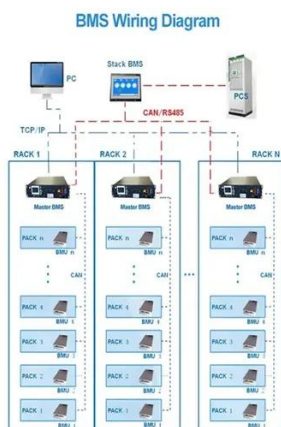 BMS Wiring Diagram
Stack BMS
PC
PCS
CAN/RS485
TCP/IP
RACK 1
RACK 2
RACK N
Master BMS
Master BMS
Master BMS
PACK n
PACK n
PACK n
BMU n
BMU n
BMU n
CAN
CAN
CAN
PACK 4
PACK 4
PACK 4
BMU 4
BMU 4
BMU 4
PACK 3
PACK 3
PACK 3
BMU 3
BMU 3
BMU 3
PACK 2
PACK 2
PACK 2
BMU 2
BMU 2
BMU 2
PACK 1
PACK 1
PACK 1